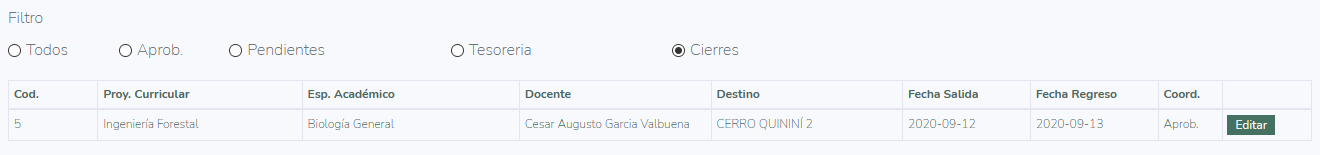 Filtro
Todos Aprob. Pendientes Tesoreria Cierres
Cod. Proy. Curricular Esp. Académico Docente Destino Fecha Salida Fecha Regreso Coord.
5 Ingeniería Forestal Biología General Cesar Augusto Garcia Valbuena CERRO QUININÍ 2 2020-09-12 2020-09-13 Aprob. Editar